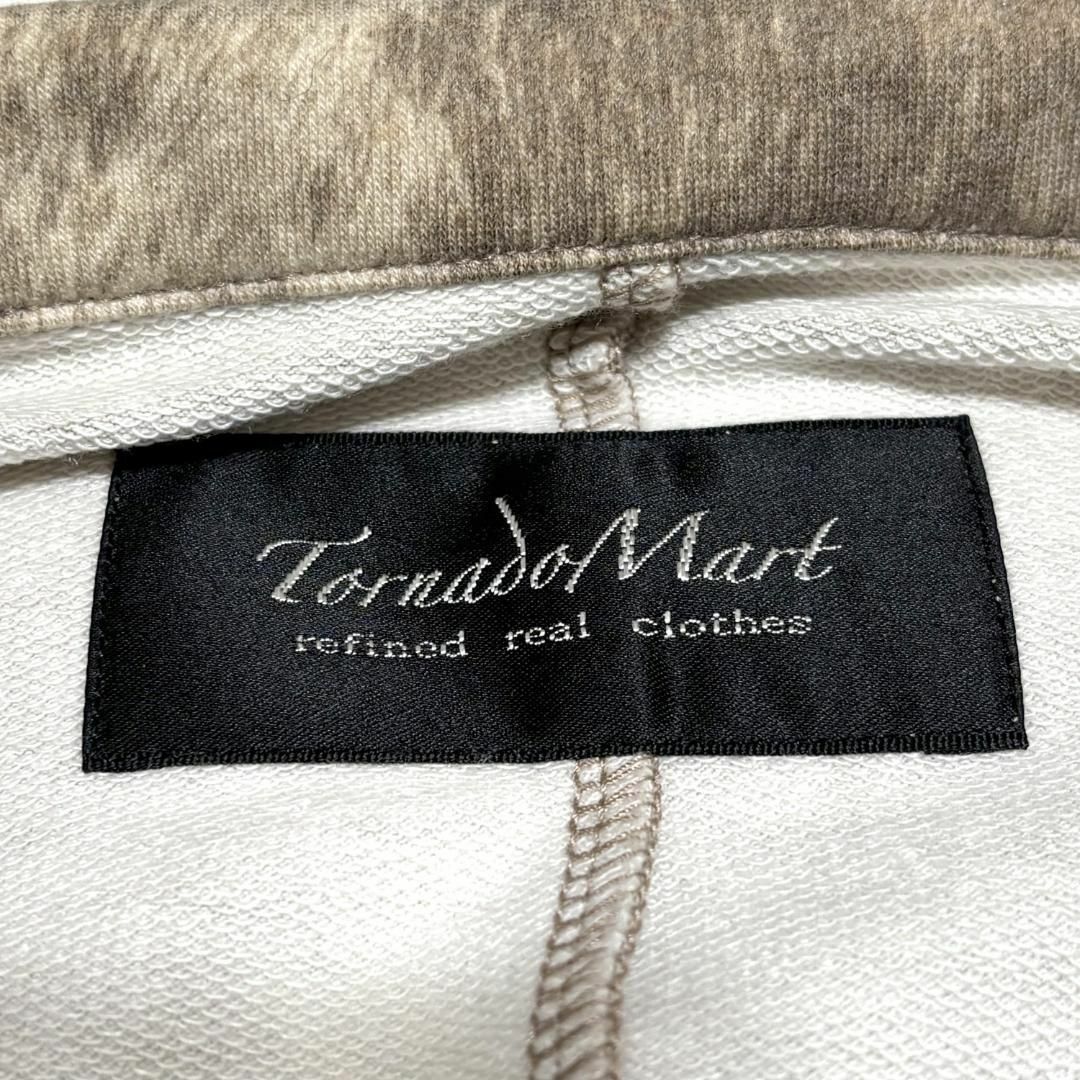 TornadoMart
refined real clothes